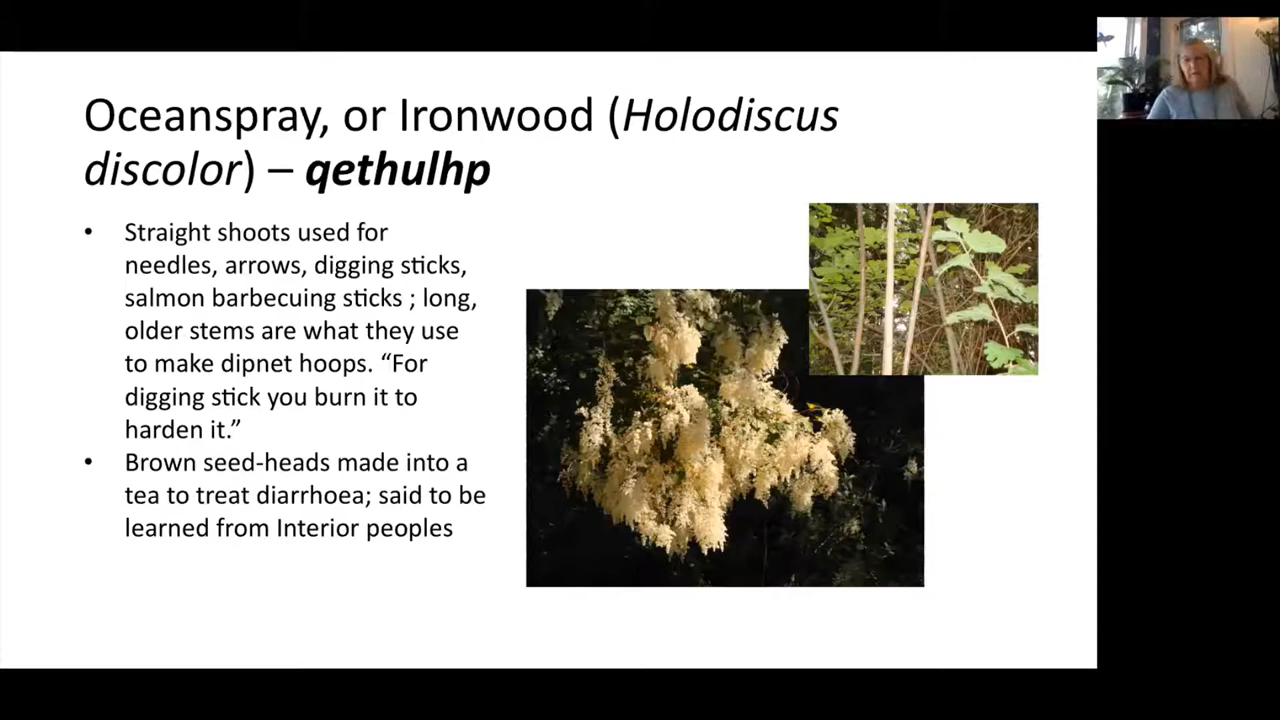 Oceanspray, or Ironwood (Holodiscus
discolor) – qethulhp
• Straight shoots used for
needles, arrows, digging sticks,
salmon barbecuing sticks ; long,
older stems are what they use
to make dipnet hoops. “For
digging stick you burn it to
harden it.”
• Brown seed-heads made into a
tea to treat diarrhoea; said to be
learned from Interior peoples